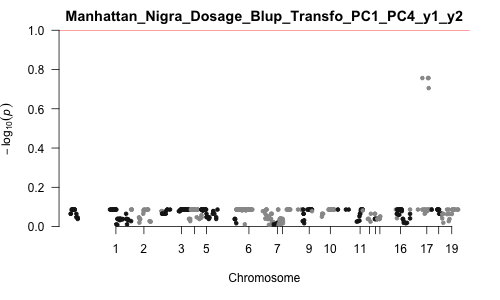 Manhattan_Nigra_Dosage_Blup_Transfo_PC1_PC4_y1_y2
1.0
0.8
0.6
0.4
0.2
0.0
− log10(p)
1 2 3 5 6 7 9 10 11 16 17 19
Chromosome